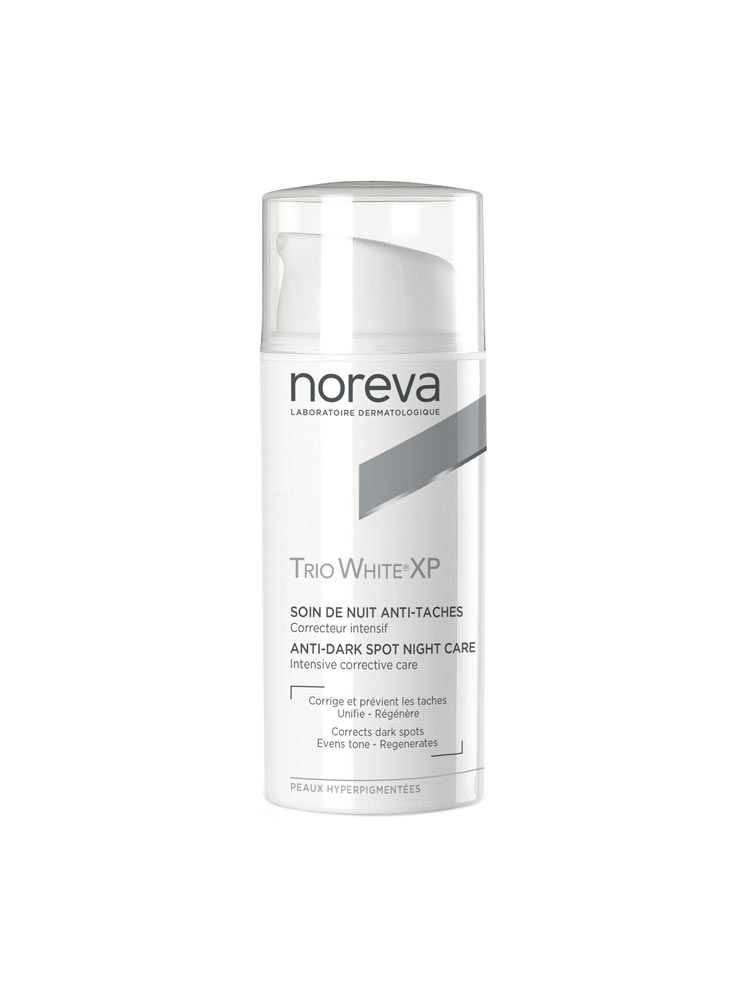 noreva
LABORATOIRE DERMATOLOGIQUE
TRIO WHITE® XP
SOIN DE NUIT ANTI-TACHES
Correcteur intensif
ANTI-DARK SPOT NIGHT CARE
Intensive corrective care
Corrige et prévient les taches
Unifie - Régénère
Corrects dark spots
Evens tone - Regenerates
PEAUX HYPERPIGMENTÉES